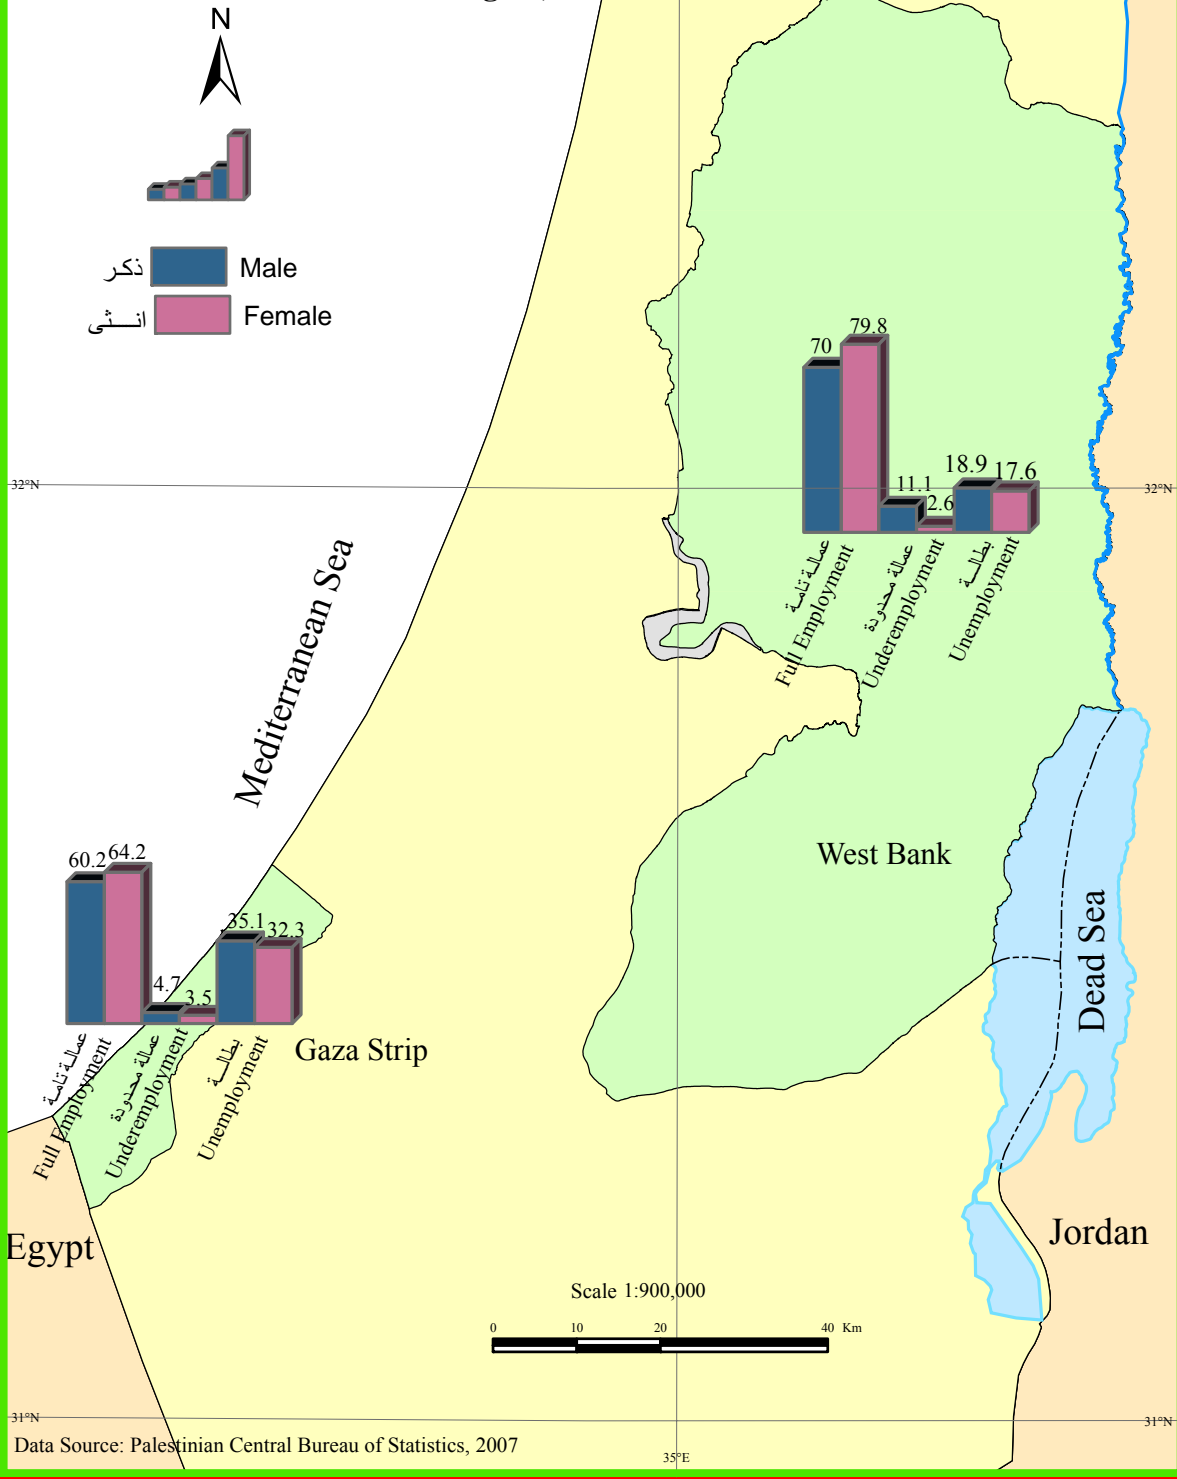 N
ذكر Male
انـــثى Female
79.8
70
18.9
17.6
11.1
2.6
32°N
32°N
عمالة تامة
Full Employment
عمالة محدودة
Underemployment
بطالـــة
Unemployment
Mediterranean Sea
West Bank
Dead Sea
60.2
64.2
4.7
3.5
35.1
32.3
عمالة تامة
Full Employment
عمالة محدودة
Underemployment
بطالـــة
Unemployment
Gaza Strip
Egypt
Jordan
Scale 1:900,000
0 10 20 40 Km
31°N
31°N
Data Source: Palestinian Central Bureau of Statistics, 2007
35°E